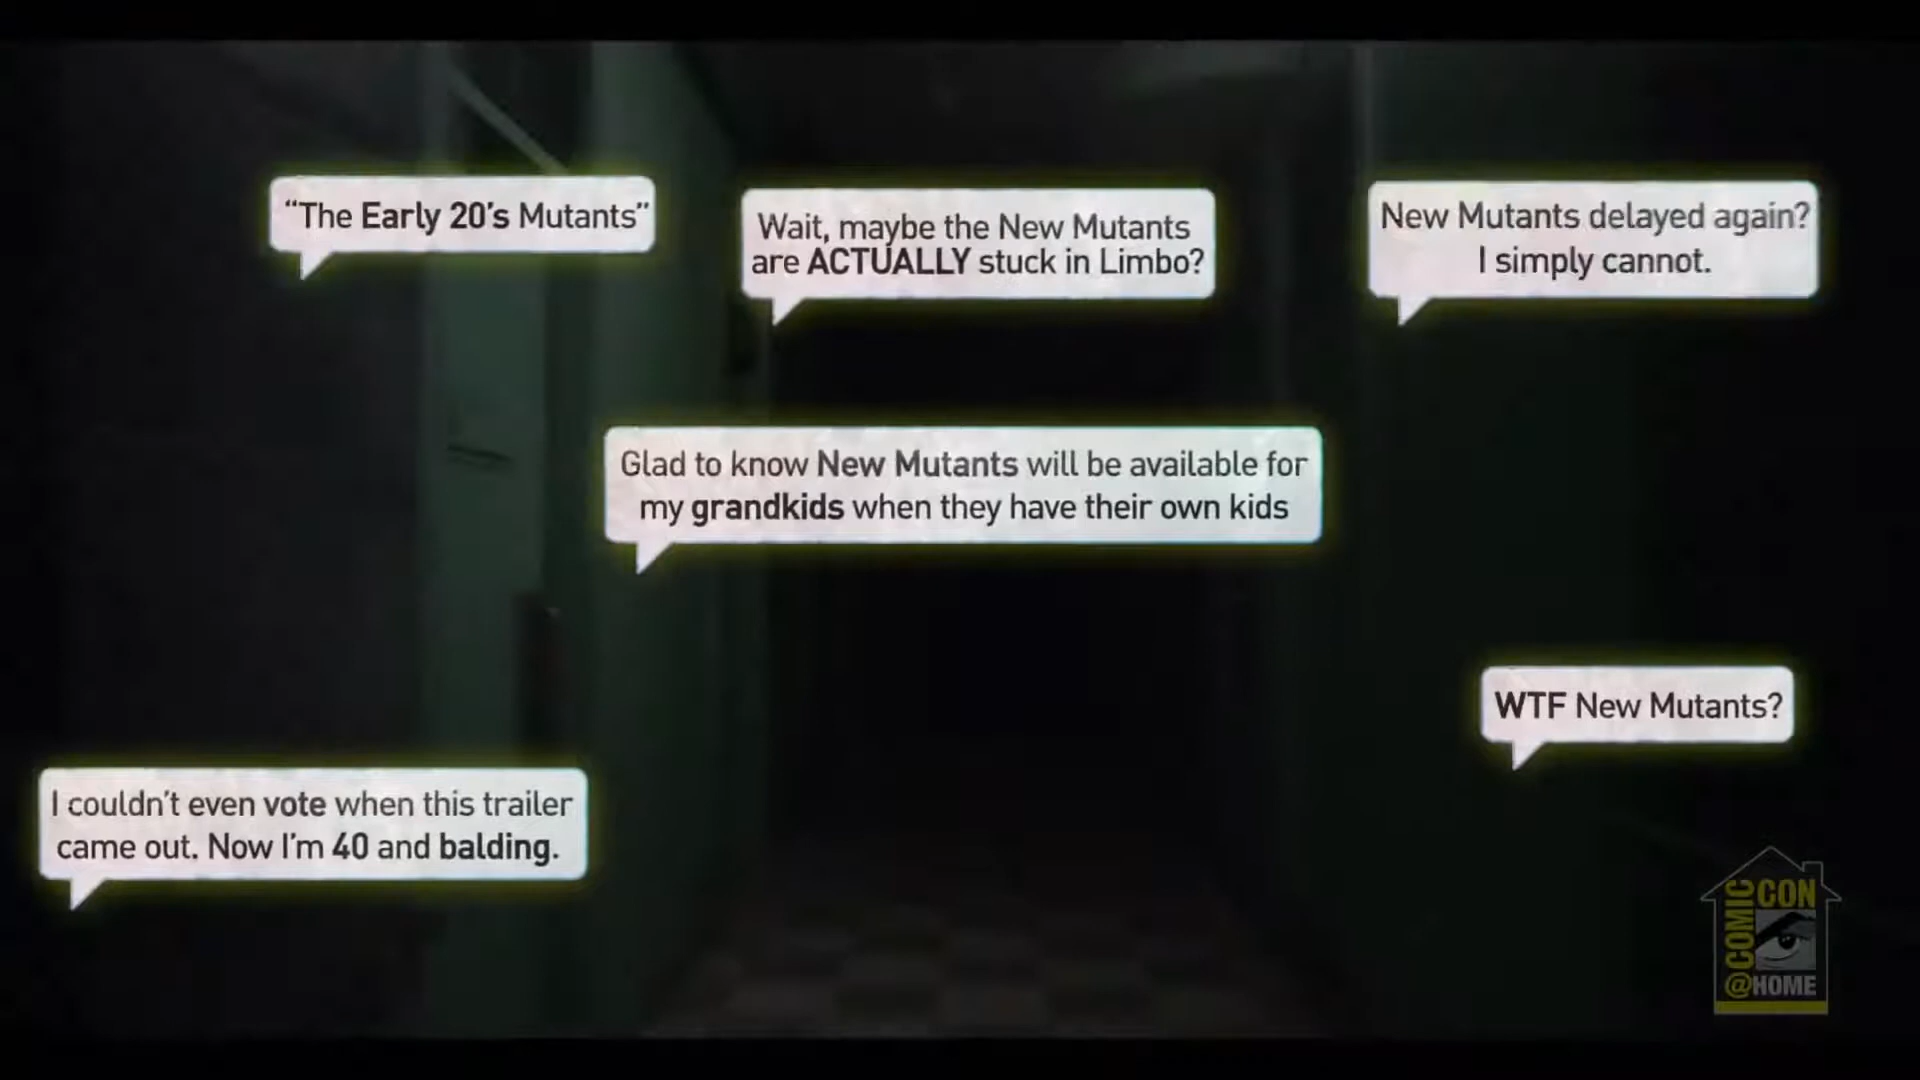 “The Early 20’s Mutants”
Wait, maybe the New Mutants
are ACTUALLY stuck in Limbo?
New Mutants delayed again?
I simply cannot.
Glad to know New Mutants will be available for
my grandkids when they have their own kids
WTF New Mutants?
I couldn’t even vote when this trailer
came out. Now I’m 40 and balding.
COMIC
CON
@HOME